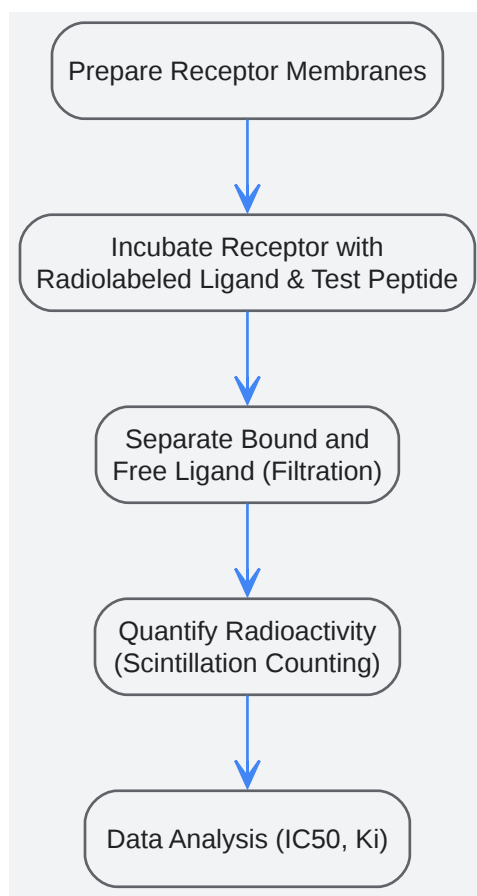 Prepare Receptor Membranes
Incubate Receptor with
Radiolabeled Ligand & Test Peptide
Separate Bound and
Free Ligand (Filtration)
Quantify Radioactivity
(Scintillation Counting)
Data Analysis (IC50, Ki)